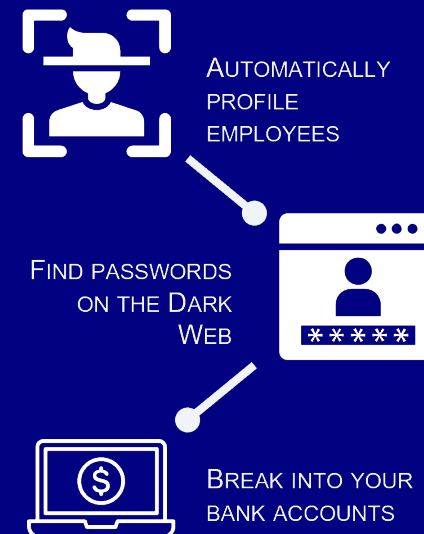 Automatically
profile
employees
Find passwords
on the Dark
Web
*****
$
Break into your
bank accounts